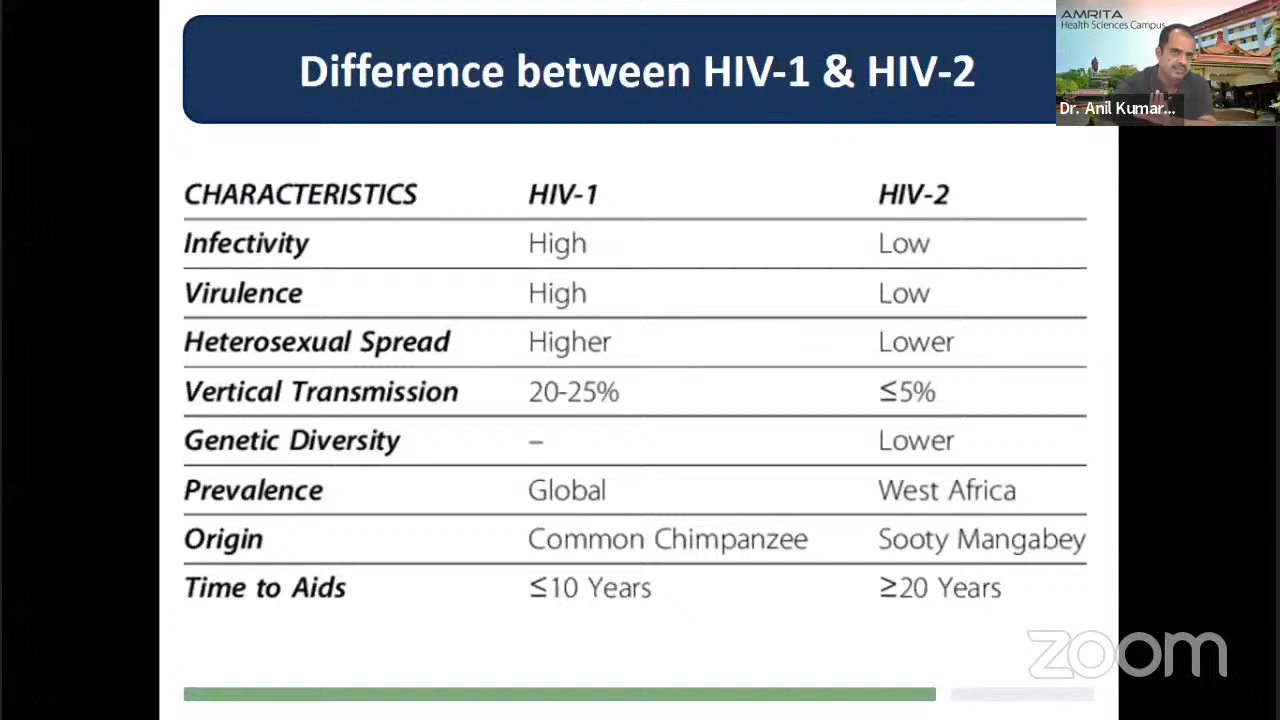 Difference between HIV-1 & HIV-2
AMRITA
Health Sciences Campus
Dr. Anil Kumar...
CHARACTERISTICS HIV-1 HIV-2
Infectivity High Low
Virulence High Low
Heterosexual Spread Higher Lower
Vertical Transmission 20-25% ≤5%
Genetic Diversity – Lower
Prevalence Global West Africa
Origin Common Chimpanzee Sooty Mangabey
Time to Aids ≤10 Years ≥20 Years
zoom